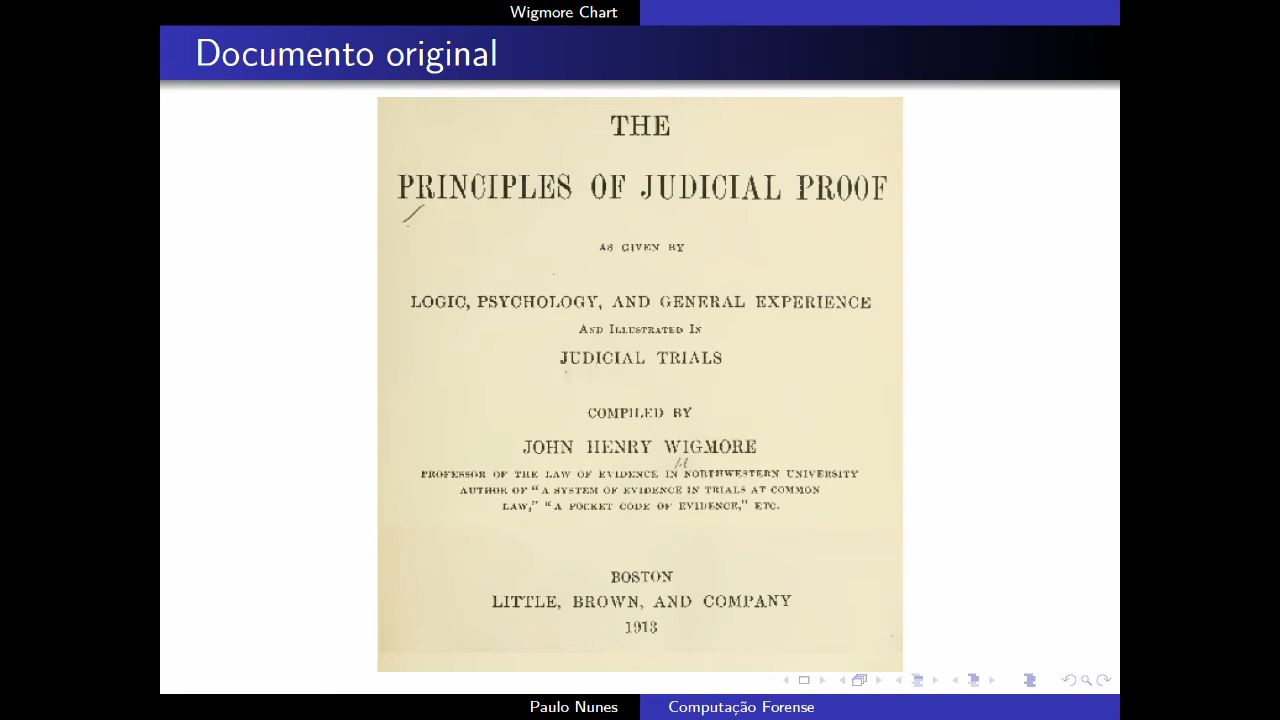 Wigmore Chart
Documento original
THE
PRINCIPLES OF JUDICIAL PROOF
AS GIVEN BY
LOGIC, PSYCHOLOGY, AND GENERAL EXPERIENCE
AND ILLUSTRATED IN
JUDICIAL TRIALS
COMPILED BY
JOHN HENRY WIGMORE
PROFESSOR OF THE LAW OF EVIDENCE IN NORTHWESTERN UNIVERSITY
AUTHOR OF "A SYSTEM OF EVIDENCE IN TRIALS AT COMMON
LAW," "A POCKET CODE OF EVIDENCE," ETC.
BOSTON
LITTLE, BROWN, AND COMPANY
1913
Paulo Nunes
Computação Forense